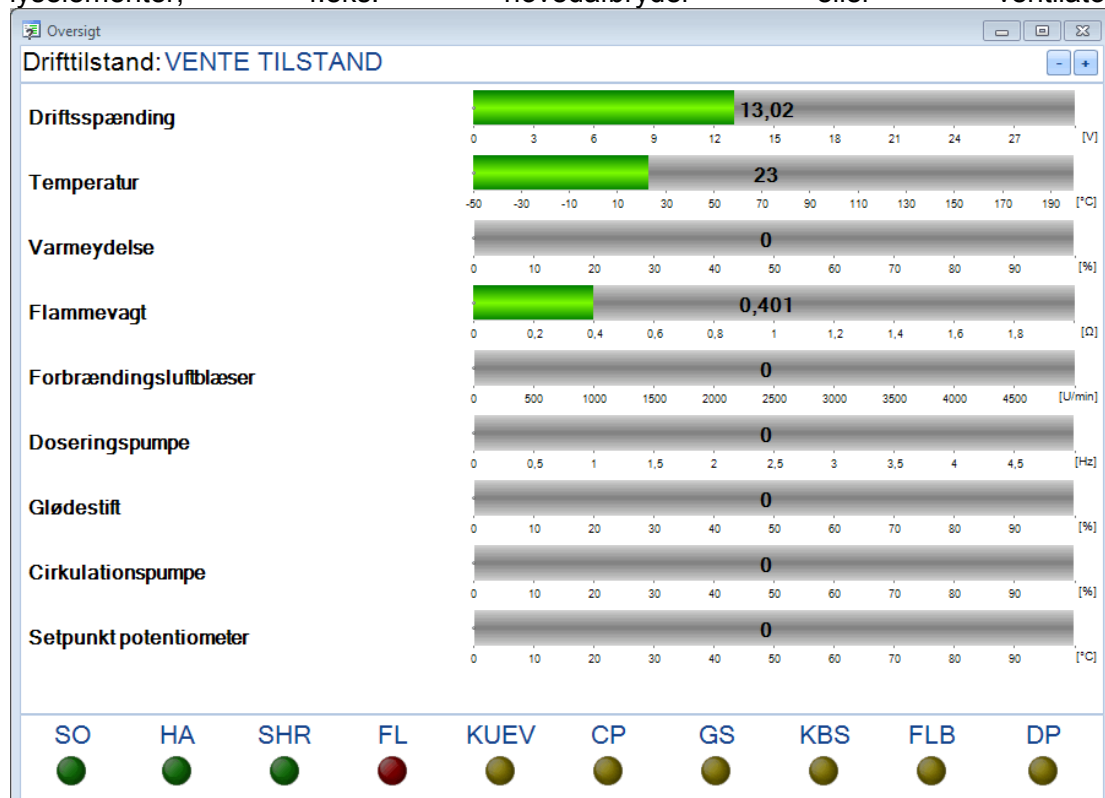 Oversigt
Drifttilstand: VENTE TILSTAND
- +
Driftsspænding 13,02
0 3 6 9 12 15 18 21 24 27 [V]
Temperatur 23
-50 -30 -10 10 30 50 70 90 110 130 150 170 190 [°C]
Varmeydelse 0
0 10 20 30 40 50 60 70 80 90 [%]
Flammevagt 0,401
0 0,2 0,4 0,6 0,8 1 1,2 1,4 1,6 1,8 [Ω]
Forbrændingsluftblæser 0
0 500 1000 1500 2000 2500 3000 3500 4000 4500 [U/min]
Doseringspumpe 0
0 0,5 1 1,5 2 2,5 3 3,5 4 4,5 [Hz]
Glødestift 0
0 10 20 30 40 50 60 70 80 90 [%]
Cirkulationspumpe 0
0 10 20 30 40 50 60 70 80 90 [%]
Setpunkt potentiometer 0
0 10 20 30 40 50 60 70 80 90 [°C]
SO HA SHR FL KUEV CP GS KBS FLB DP